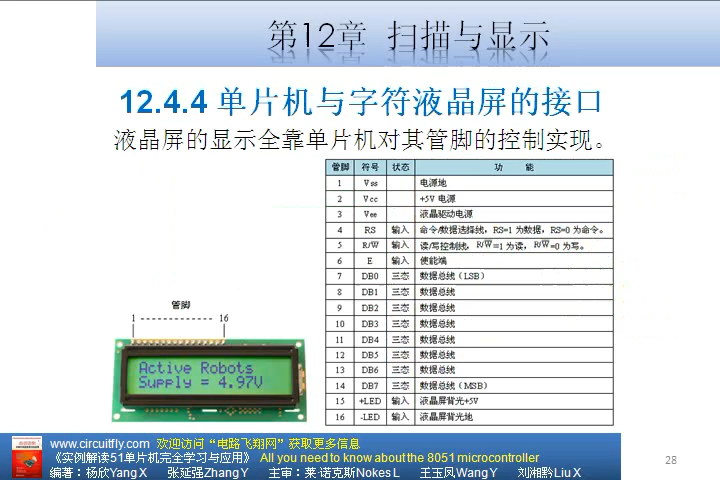 第12章 扫描与显示
12.4.4 单片机与字符液晶屏的接口
液晶屏的显示全靠单片机对其管脚的控制实现。
管脚 符号 状态 功 能
1 Vss 电源地
2 Vcc +5V 电源
3 Vee 液晶驱动电源
4 RS 输入 命令/数据选择线，RS=1 为数据，RS=0 为命令。
5 R/W̅ 输入 读/写控制线，R/W̅=1 为读，R/W̅=0 为写。
6 E 输入 使能端
7 DB0 三态 数据总线（LSB）
8 DB1 三态 数据总线
9 DB2 三态 数据总线
10 DB3 三态 数据总线
11 DB4 三态 数据总线
12 DB5 三态 数据总线
13 DB6 三态 数据总线
14 DB7 三态 数据总线（MSB）
15 +LED 输入 液晶屏背光+5V
16 -LED 输入 液晶屏背光地
管脚
1 16
Active Robots
Supply = 4.97V
www.circuitfly.com 欢迎访问“电路飞翔网”获取更多信息
《实例解读51单片机完全学习与应用》 All you need to know about the 8051 microcontroller
编著：杨欣Yang X 张延强Zhang Y 主审：莱·诺克斯Nokes L 王玉凤Wang Y 刘湘黔Liu X
28